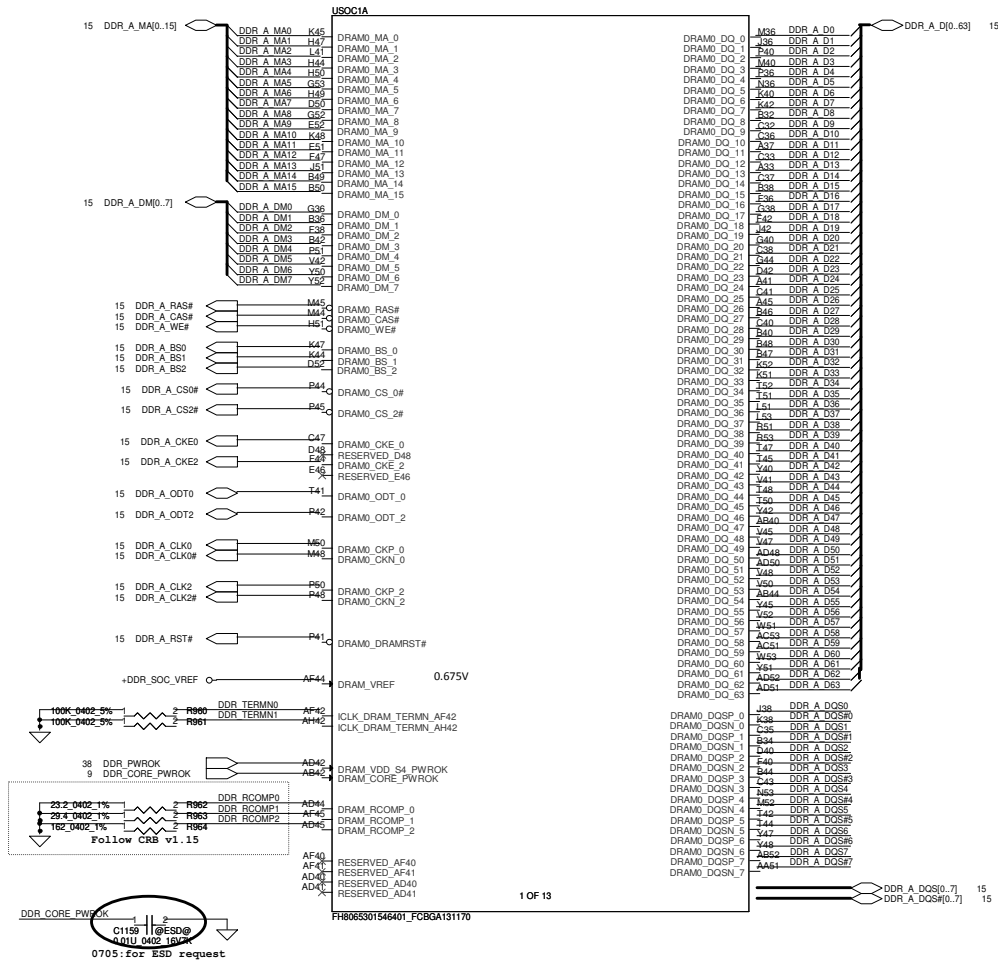 USOC1A
15 DDR_A_MA[0..15]
DDR_A_MA0 K45 DRAM0_MA_0
DDR_A_MA1 H47 DRAM0_MA_1
DDR_A_MA2 L41 DRAM0_MA_2
DDR_A_MA3 H44 DRAM0_MA_3
DDR_A_MA4 H50 DRAM0_MA_4
DDR_A_MA5 G53 DRAM0_MA_5
DDR_A_MA6 H49 DRAM0_MA_6
DDR_A_MA7 D50 DRAM0_MA_7
DDR_A_MA8 G52 DRAM0_MA_8
DDR_A_MA9 E52 DRAM0_MA_9
DDR_A_MA10 K48 DRAM0_MA_10
DDR_A_MA11 E51 DRAM0_MA_11
DDR_A_MA12 F47 DRAM0_MA_12
DDR_A_MA13 J51 DRAM0_MA_13
DDR_A_MA14 B49 DRAM0_MA_14
DDR_A_MA15 B50 DRAM0_MA_15
15 DDR_A_DM[0..7]
DDR_A_DM0 G36 DRAM0_DM_0
DDR_A_DM1 B36 DRAM0_DM_1
DDR_A_DM2 F38 DRAM0_DM_2
DDR_A_DM3 B42 DRAM0_DM_3
DDR_A_DM4 P51 DRAM0_DM_4
DDR_A_DM5 V42 DRAM0_DM_5
DDR_A_DM6 Y50 DRAM0_DM_6
DDR_A_DM7 Y52 DRAM0_DM_7
15 DDR_A_RAS# M45 DRAM0_RAS#
15 DDR_A_CAS# M44 DRAM0_CAS#
15 DDR_A_WE# H51 DRAM0_WE#
15 DDR_A_BS0 K47 DRAM0_BS_0
15 DDR_A_BS1 K44 DRAM0_BS_1
15 DDR_A_BS2 D52 DRAM0_BS_2
15 DDR_A_CS0# P44 DRAM0_CS_0#
15 DDR_A_CS2# P45 DRAM0_CS_2#
15 DDR_A_CKE0 C47 DRAM0_CKE_0
D48 RESERVED_D48
15 DDR_A_CKE2 F44 DRAM0_CKE_2
E46 RESERVED_E46
15 DDR_A_ODT0 T41 DRAM0_ODT_0
15 DDR_A_ODT2 P42 DRAM0_ODT_2
15 DDR_A_CLK0 M50 DRAM0_CKP_0
15 DDR_A_CLK0# M48 DRAM0_CKN_0
15 DDR_A_CLK2 P50 DRAM0_CKP_2
15 DDR_A_CLK2# P48 DRAM0_CKN_2
15 DDR_A_RST# P41 DRAM0_DRAMRST#
+DDR_SOC_VREF AF44 DRAM_VREF 0.675V
100K_0402_5% 1 2 R960 DDR_TERMN0 AF42 ICLK_DRAM_TERMN_AF42
100K_0402_5% 1 2 R961 DDR_TERMN1 AH42 ICLK_DRAM_TERMN_AH42
38 DDR_PWROK AD42 DRAM_VDD_S4_PWROK
9 DDR_CORE_PWROK AB42 DRAM_CORE_PWROK
23.2_0402_1% 1 2 R962 DDR_RCOMP0 AD44 DRAM_RCOMP_0
29.4_0402_1% 1 2 R963 DDR_RCOMP1 AF45 DRAM_RCOMP_1
162_0402_1% 1 2 R964 DDR_RCOMP2 AD45 DRAM_RCOMP_2
Follow CRB v1.15
AF40 RESERVED_AF40
AF41 RESERVED_AF41
AD40 RESERVED_AD40
AD41 RESERVED_AD41
DRAM0_DQ_0 M36 DDR_A_D0
DRAM0_DQ_1 J36 DDR_A_D1
DRAM0_DQ_2 P40 DDR_A_D2
DRAM0_DQ_3 M40 DDR_A_D3
DRAM0_DQ_4 P36 DDR_A_D4
DRAM0_DQ_5 N36 DDR_A_D5
DRAM0_DQ_6 K40 DDR_A_D6
DRAM0_DQ_7 K42 DDR_A_D7
DRAM0_DQ_8 B32 DDR_A_D8
DRAM0_DQ_9 C32 DDR_A_D9
DRAM0_DQ_10 C36 DDR_A_D10
DRAM0_DQ_11 A37 DDR_A_D11
DRAM0_DQ_12 C33 DDR_A_D12
DRAM0_DQ_13 A33 DDR_A_D13
DRAM0_DQ_14 C37 DDR_A_D14
DRAM0_DQ_15 B38 DDR_A_D15
DRAM0_DQ_16 F36 DDR_A_D16
DRAM0_DQ_17 G38 DDR_A_D17
DRAM0_DQ_18 F42 DDR_A_D18
DRAM0_DQ_19 J42 DDR_A_D19
DRAM0_DQ_20 G40 DDR_A_D20
DRAM0_DQ_21 C38 DDR_A_D21
DRAM0_DQ_22 G44 DDR_A_D22
DRAM0_DQ_23 D42 DDR_A_D23
DRAM0_DQ_24 A41 DDR_A_D24
DRAM0_DQ_25 C41 DDR_A_D25
DRAM0_DQ_26 A45 DDR_A_D26
DRAM0_DQ_27 B46 DDR_A_D27
DRAM0_DQ_28 C40 DDR_A_D28
DRAM0_DQ_29 B40 DDR_A_D29
DRAM0_DQ_30 B48 DDR_A_D30
DRAM0_DQ_31 B47 DDR_A_D31
DRAM0_DQ_32 K52 DDR_A_D32
DRAM0_DQ_33 K51 DDR_A_D33
DRAM0_DQ_34 T52 DDR_A_D34
DRAM0_DQ_35 T51 DDR_A_D35
DRAM0_DQ_36 L51 DDR_A_D36
DRAM0_DQ_37 L53 DDR_A_D37
DRAM0_DQ_38 R51 DDR_A_D38
DRAM0_DQ_39 R53 DDR_A_D39
DRAM0_DQ_40 T47 DDR_A_D40
DRAM0_DQ_41 T45 DDR_A_D41
DRAM0_DQ_42 Y40 DDR_A_D42
DRAM0_DQ_43 V41 DDR_A_D43
DRAM0_DQ_44 T48 DDR_A_D44
DRAM0_DQ_45 T50 DDR_A_D45
DRAM0_DQ_46 Y42 DDR_A_D46
DRAM0_DQ_47 AB40 DDR_A_D47
DRAM0_DQ_48 V45 DDR_A_D48
DRAM0_DQ_49 V47 DDR_A_D49
DRAM0_DQ_50 AD48 DDR_A_D50
DRAM0_DQ_51 AD50 DDR_A_D51
DRAM0_DQ_52 V48 DDR_A_D52
DRAM0_DQ_53 V50 DDR_A_D53
DRAM0_DQ_54 AB44 DDR_A_D54
DRAM0_DQ_55 Y45 DDR_A_D55
DRAM0_DQ_56 V52 DDR_A_D56
DRAM0_DQ_57 W51 DDR_A_D57
DRAM0_DQ_58 AC53 DDR_A_D58
DRAM0_DQ_59 AC51 DDR_A_D59
DRAM0_DQ_60 W53 DDR_A_D60
DRAM0_DQ_61 Y51 DDR_A_D61
DRAM0_DQ_62 AD52 DDR_A_D62
DRAM0_DQ_63 AD51 DDR_A_D63
DDR_A_D[0..63] 15
DRAM0_DQSP_0 J38 DDR_A_DQS0
DRAM0_DQSN_0 K38 DDR_A_DQS#0
DRAM0_DQSP_1 C35 DDR_A_DQS1
DRAM0_DQSN_1 B34 DDR_A_DQS#1
DRAM0_DQSP_2 D40 DDR_A_DQS2
DRAM0_DQSN_2 F40 DDR_A_DQS#2
DRAM0_DQSP_3 B44 DDR_A_DQS3
DRAM0_DQSN_3 C43 DDR_A_DQS#3
DRAM0_DQSP_4 N53 DDR_A_DQS4
DRAM0_DQSN_4 M52 DDR_A_DQS#4
DRAM0_DQSP_5 T42 DDR_A_DQS5
DRAM0_DQSN_5 T44 DDR_A_DQS#5
DRAM0_DQSP_6 Y47 DDR_A_DQS6
DRAM0_DQSN_6 Y48 DDR_A_DQS#6
DRAM0_DQSP_7 AB52 DDR_A_DQS7
DRAM0_DQSN_7 AA51 DDR_A_DQS#7
DDR_A_DQS[0..7] 15
DDR_A_DQS#[0..7] 15
1 OF 13
FH8065301546401_FCBGA131170
DDR_CORE_PWROK
1 2
C1159 @ESD@
0.01U_0402_16V7K
0705:for ESD request